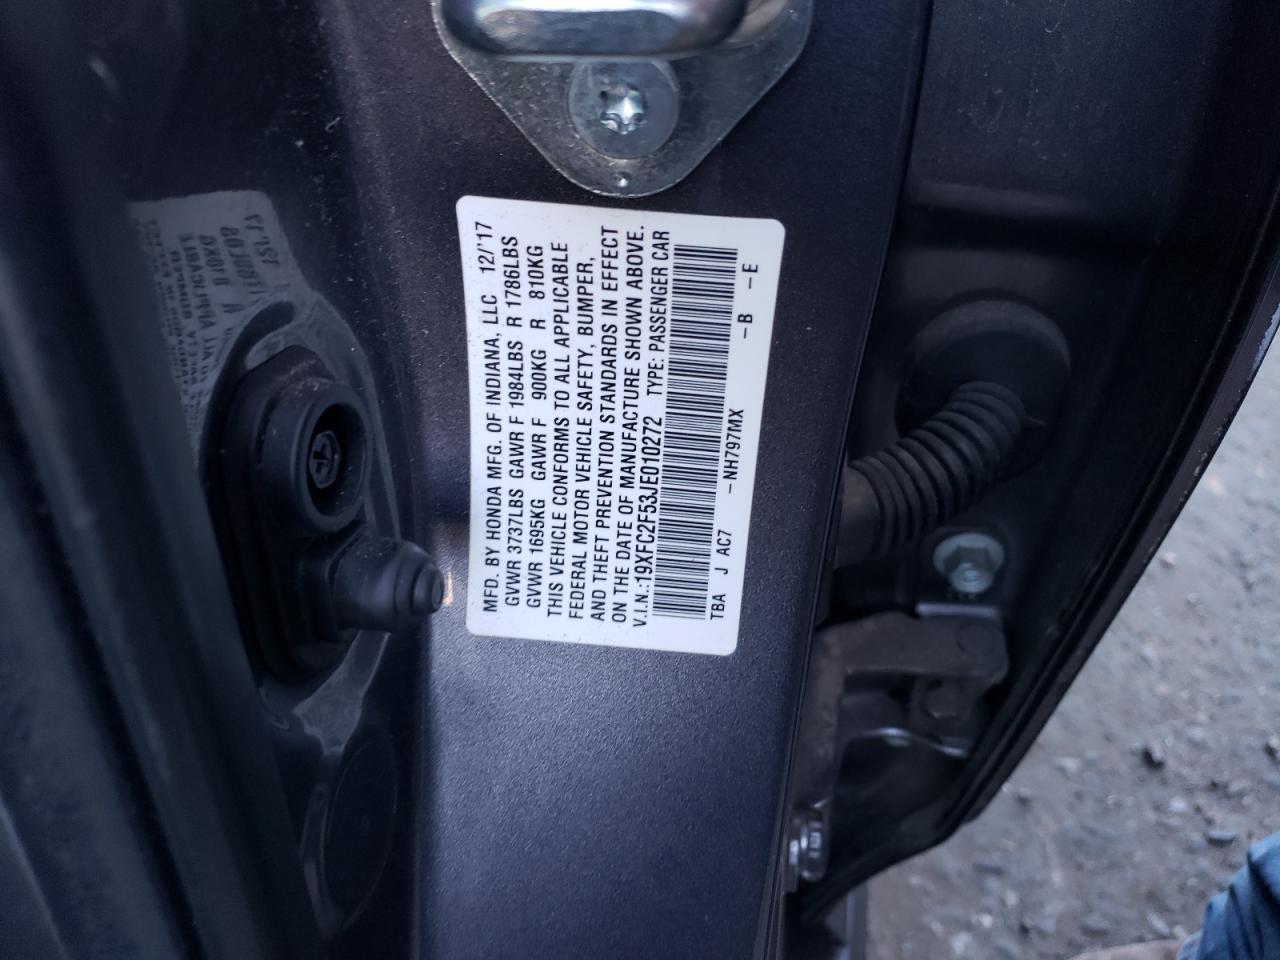 MFD. BY HONDA MFG. OF INDIANA, LLC 12/'17
GVWR 3737LBS GAWR F 1984LBS R 1786LBS
GVWR 1695KG GAWR F 900KG R 810KG
THIS VEHICLE CONFORMS TO ALL APPLICABLE
FEDERAL MOTOR VEHICLE SAFETY, BUMPER,
AND THEFT PREVENTION STANDARDS IN EFFECT
ON THE DATE OF MANUFACTURE SHOWN ABOVE.
V.I.N.:19XFC2F53JE010272 TYPE: PASSENGER CAR
TBA J AC7 -NH797MX -B -E